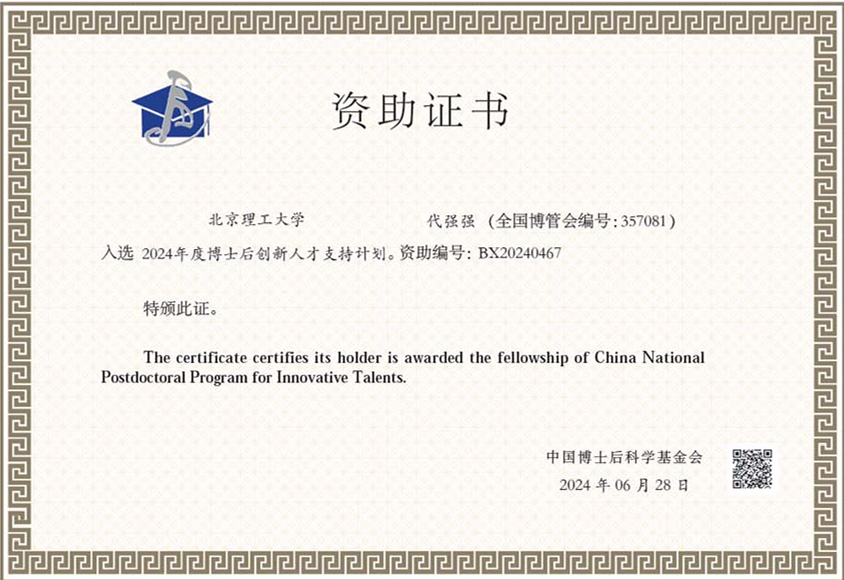 资助证书
北京理工大学 代强强 (全国博管会编号:357081)
入选 2024年度博士后创新人才支持计划。资助编号: BX20240467
特颁此证。
The certificate certifies its holder is awarded the fellowship of China National
Postdoctoral Program for Innovative Talents.
中国博士后科学基金会
2024 年 06 月 28 日